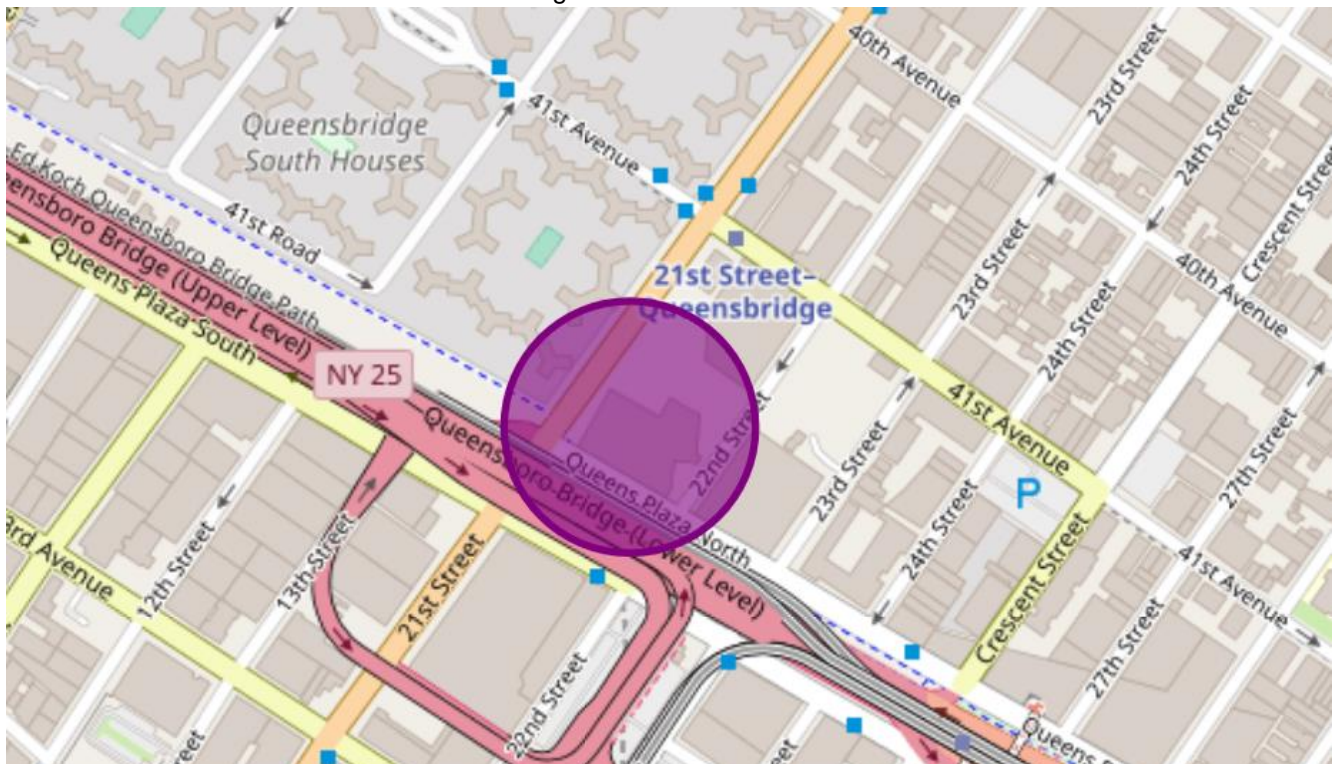 40th Avenue
23rd Street
24th Street
Crescent Street
Queensbridge
South Houses
41st Avenue
Ed Koch Queensboro Bridge Path
41st Road
Queensboro Bridge (Upper Level)
Queens Plaza South
NY 25
21st Street–
Queensbridge
23rd Street
24th Street
40th Avenue
22nd Street
41st Avenue
Queensboro Bridge (Lower Level)
Queens Plaza North
23rd Street
24th Street
P
27th Street
12th Street
13th Street
21st Street
22nd Street
Crescent Street
27th Street
41st Avenue
3rd Avenue
Queens